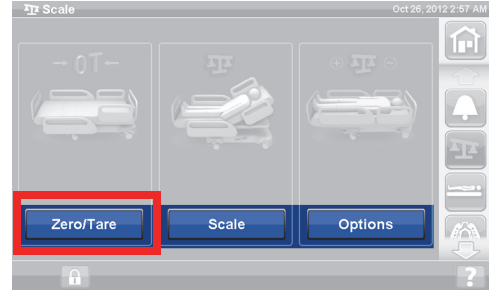 Scale
Oct 26, 2012 2:57 AM
→0T←
Zero/Tare
Scale
Options
?